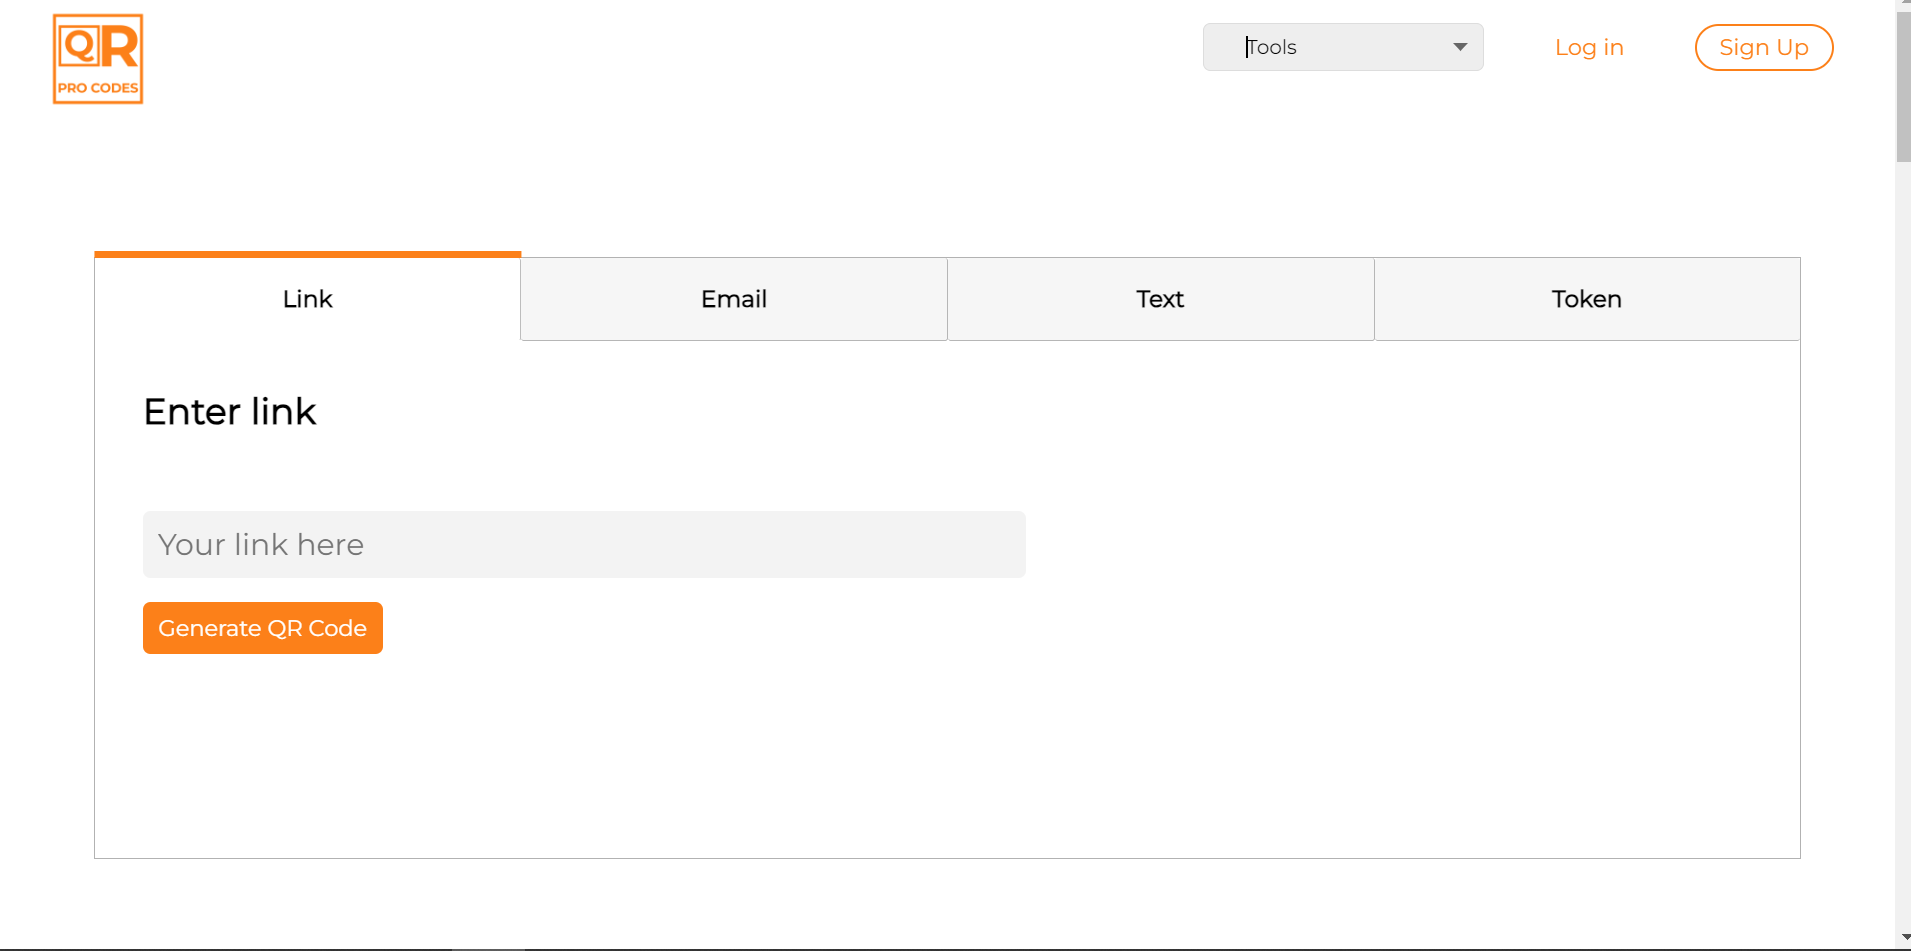 QR
PRO CODES
Tools
Log in
Sign Up
Link
Email
Text
Token
Enter link
Your link here
Generate QR Code